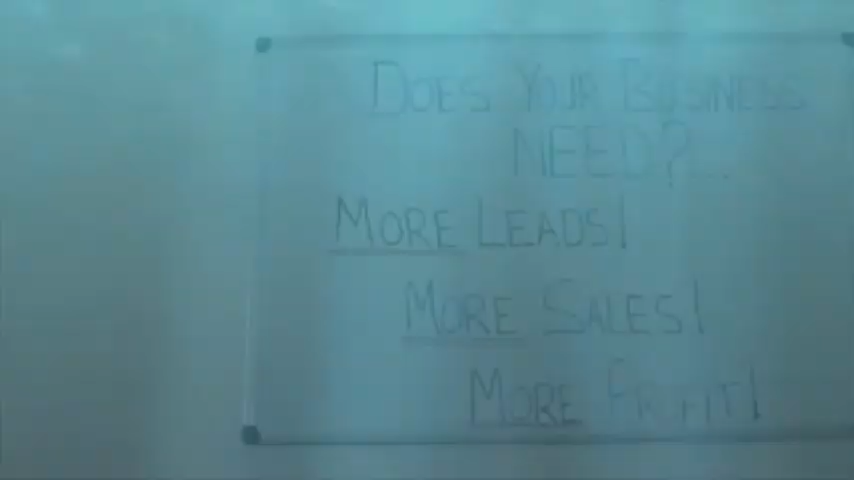 DOES YOUR BUSINESS
NEED?...
MORE LEADS!
MORE SALES!
MORE PROFIT!